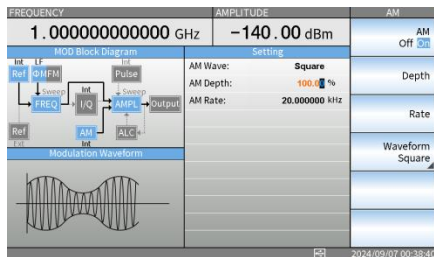 FREQUENCY AMPLITUDE AM
1.000000000000 GHz -140.00 dBm
AM
Off On
MOD Block Diagram Setting
Int LF Int
Ref ΦM FM Pulse
Sweep Int Sweep
FREQ I/Q AMPL Output
Ref AM ALC
Ext Int
Modulation Waveform
AM Wave: Square
AM Depth: 100.0 %
AM Rate: 20.000000 kHz
Depth
Rate
Waveform
Square
2024/09/07 00:38:40